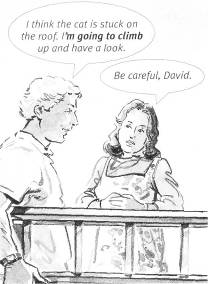 I think the cat is stuck on
the roof. I'm going to climb
up and have a look.
Be careful, David.